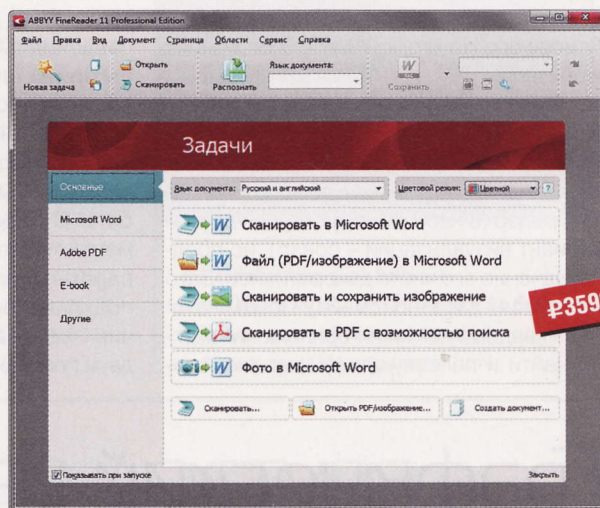 ABBYY FineReader 11 Professional Edition
Файл Правка Вид Документ Страница Области Сервис Справка
Открыть
Язык документа:
Новая задача
Сканировать
Распознать
Сохранить
Задачи
Основные
Язык документа: Русский и английский
Цветовой режим: Цветной ?
Microsoft Word
Сканировать в Microsoft Word
Adobe PDF
Файл (PDF/изображение) в Microsoft Word
E-book
Сканировать и сохранить изображение
₽359
Другие
Сканировать в PDF с возможностью поиска
Фото в Microsoft Word
Сканировать...
Открыть PDF/изображение...
Создать документ...
Показывать при запуске
Закрыть